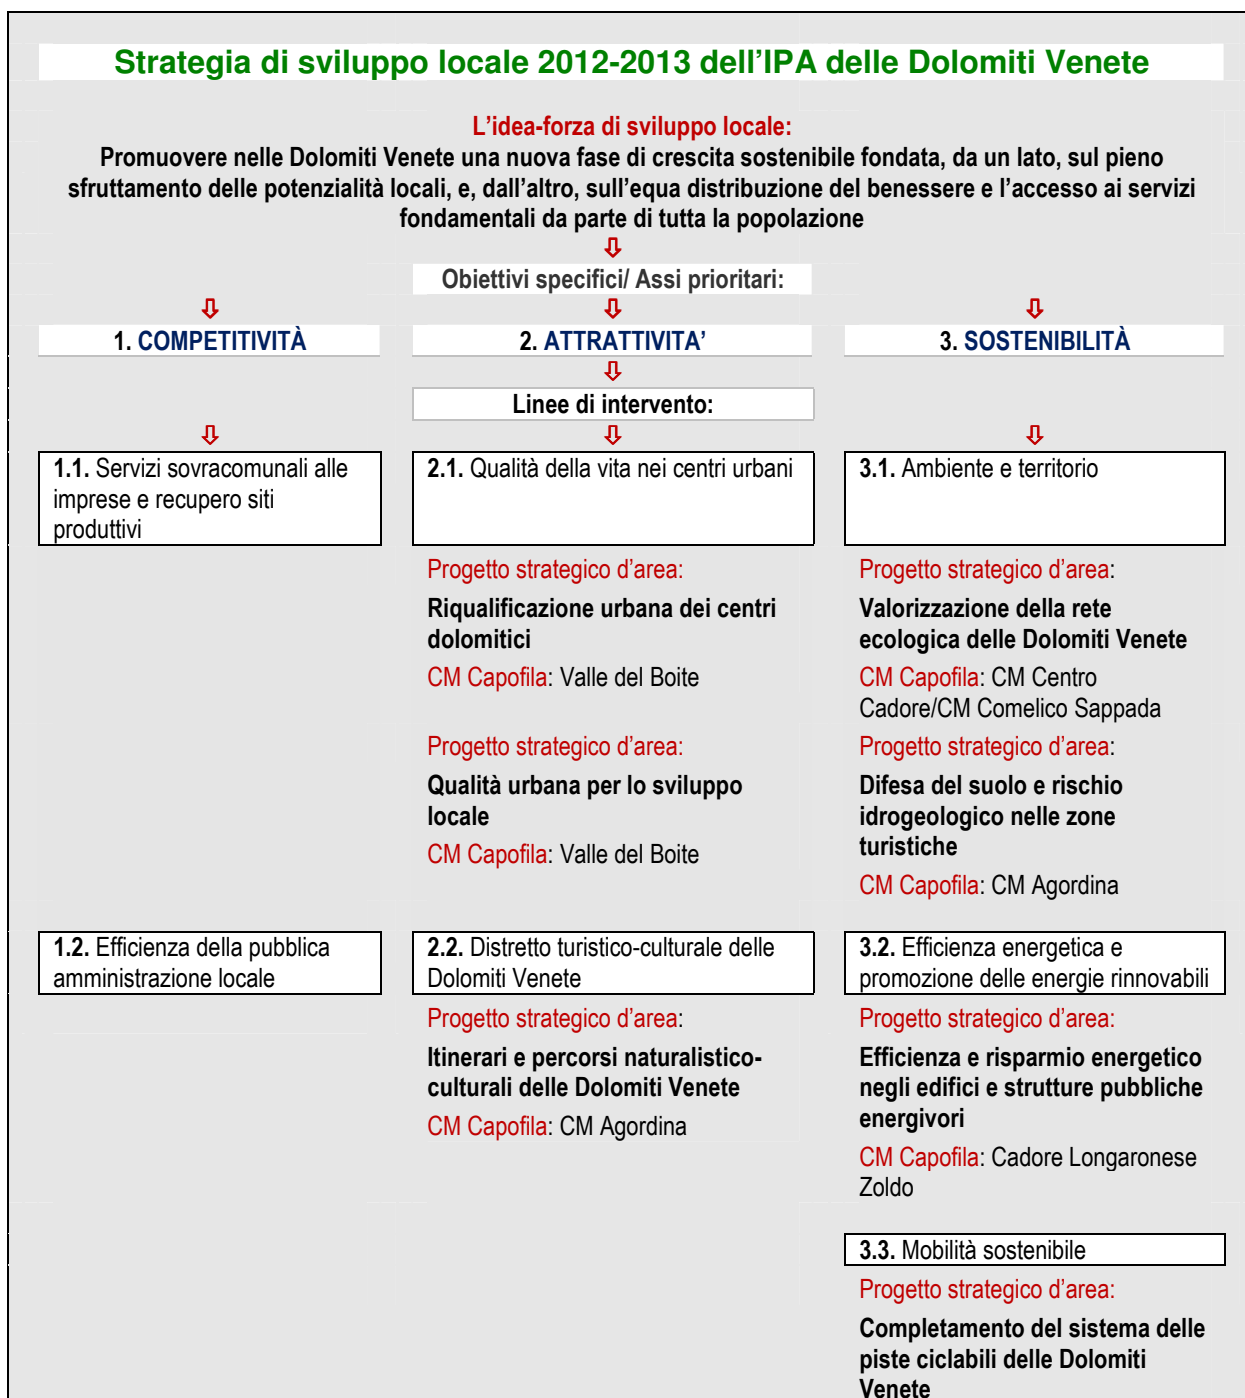 Strategia di sviluppo locale 2012-2013 dell'IPA delle Dolomiti Venete
L'idea-forza di sviluppo locale:
Promuovere nelle Dolomiti Venete una nuova fase di crescita sostenibile fondata, da un lato, sul pieno
sfruttamento delle potenzialità locali, e, dall'altro, sull'equa distribuzione del benessere e l'accesso ai servizi
fondamentali da parte di tutta la popolazione
Obiettivi specifici/ Assi prioritari:
1. COMPETITIVITÀ
2. ATTRATTIVITA'
3. SOSTENIBILITÀ
Linee di intervento:
1.1. Servizi sovracomunali alle
imprese e recupero siti
produttivi
2.1. Qualità della vita nei centri urbani
3.1. Ambiente e territorio
Progetto strategico d'area:
Riqualificazione urbana dei centri
dolomitici
CM Capofila: Valle del Boite
Progetto strategico d'area:
Qualità urbana per lo sviluppo
locale
CM Capofila: Valle del Boite
Progetto strategico d'area:
Valorizzazione della rete
ecologica delle Dolomiti Venete
CM Capofila: CM Centro
Cadore/CM Comelico Sappada
Progetto strategico d'area:
Difesa del suolo e rischio
idrogeologico nelle zone
turistiche
CM Capofila: CM Agordina
1.2. Efficienza della pubblica
amministrazione locale
2.2. Distretto turistico-culturale delle
Dolomiti Venete
Progetto strategico d'area:
Itinerari e percorsi naturalistico-
culturali delle Dolomiti Venete
CM Capofila: CM Agordina
3.2. Efficienza energetica e
promozione delle energie rinnovabili
Progetto strategico d'area:
Efficienza e risparmio energetico
negli edifici e strutture pubbliche
energivori
CM Capofila: Cadore Longaronese
Zoldo
3.3. Mobilità sostenibile
Progetto strategico d'area:
Completamento del sistema delle
piste ciclabili delle Dolomiti
Venete